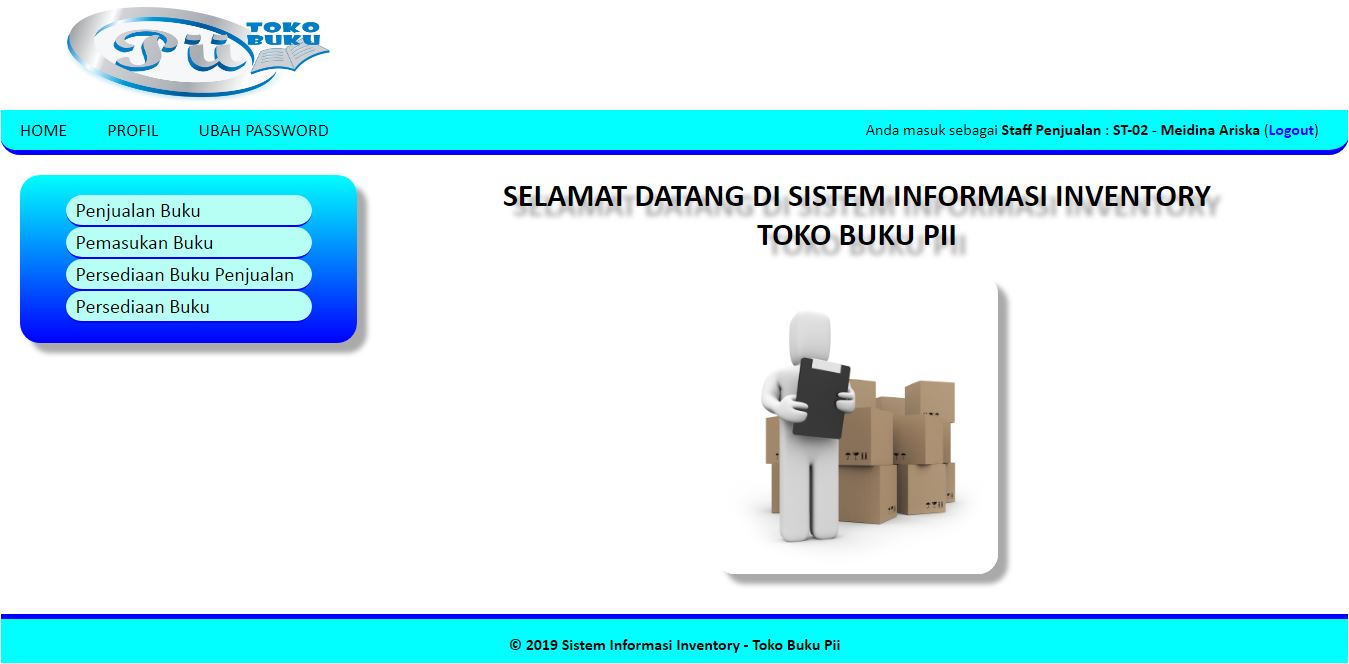 Pii TOKO
BUKU
HOME PROFIL UBAH PASSWORD Anda masuk sebagai Staff Penjualan : ST-02 - Meidina Ariska (Logout)
Penjualan Buku
Pemasukan Buku
Persediaan Buku Penjualan
Persediaan Buku
SELAMAT DATANG DI SISTEM INFORMASI INVENTORY
TOKO BUKU PII
© 2019 Sistem Informasi Inventory - Toko Buku Pii